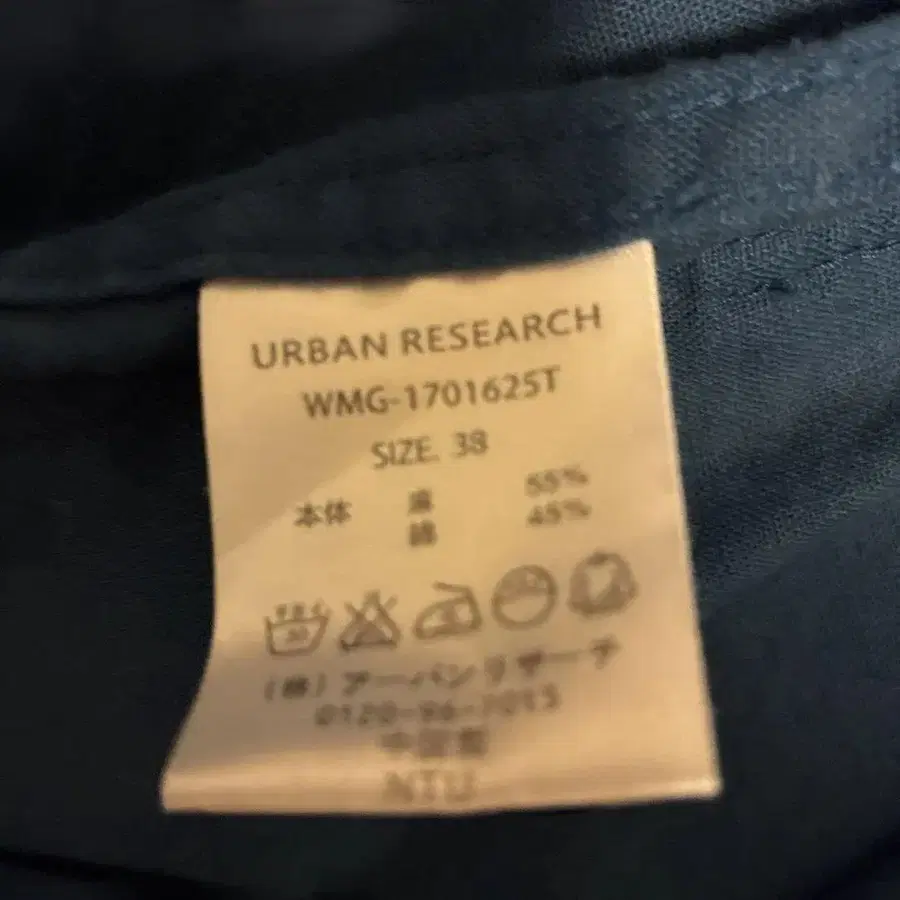 URBAN RESEARCH
WMG-1701625T
SIZE. 38
本体 麻 55%
綿 45%
(株)アーバンリサーチ
0120-96-7015
中国製
NTU